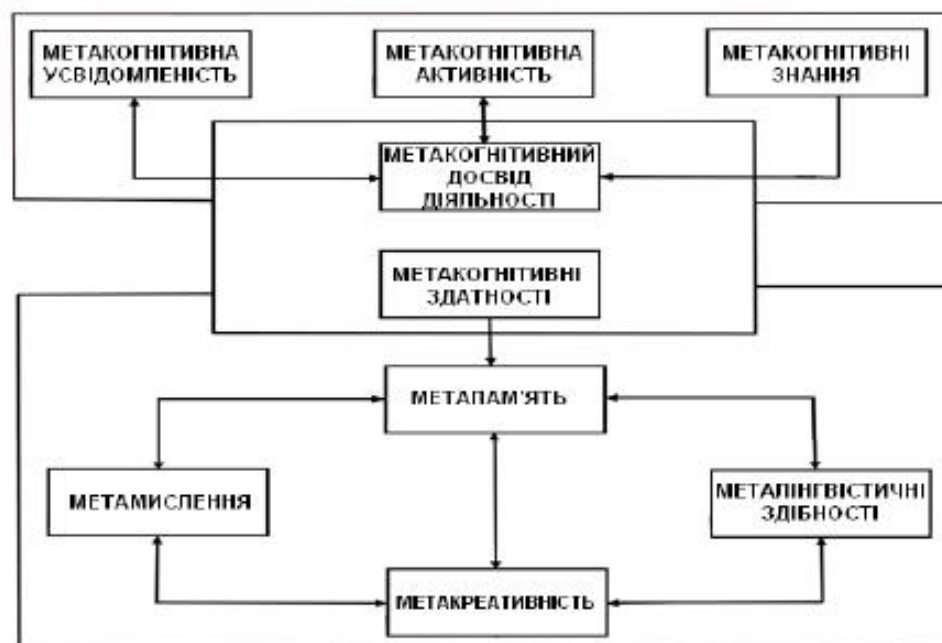 МЕТАКОГНІТИВНА
УСВІДОМЛЕНІСТЬ
МЕТАКОГНІТИВНА
АКТИВНІСТЬ
МЕТАКОГНІТИВНІ
ЗНАННЯ
МЕТАКОГНІТИВНИЙ
ДОСВІД
ДІЯЛЬНОСТІ
МЕТАКОГНІТИВНІ
ЗДАТНОСТІ
МЕТАПАМ'ЯТЬ
МЕТАМИСЛЕННЯ
МЕТАЛІНГВІСТИЧНІ
ЗДІБНОСТІ
МЕТАКРЕАТИВНІСТЬ